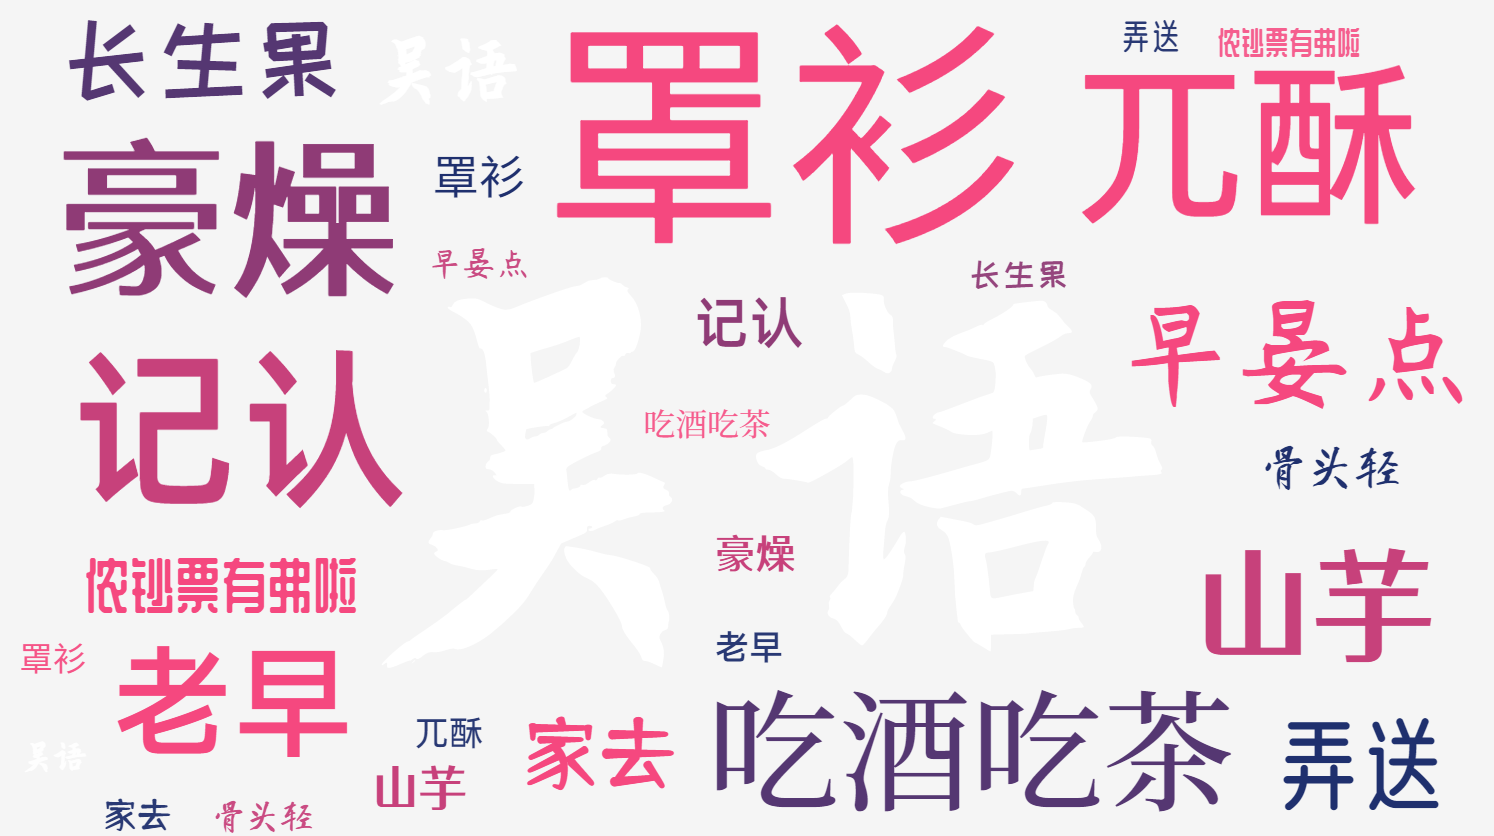 长生果
吴语
罩衫
弄送
侬钞票有弗啦
兀酥
豪燥
罩衫
早晏点
长生果
记认
早晏点
记认
吃酒吃茶
吴语
骨头轻
豪燥
山芋
侬钞票有弗啦
老早
罩衫
老早
吴语
兀酥
山芋
家去
吃酒吃茶
弄送
家去
骨头轻